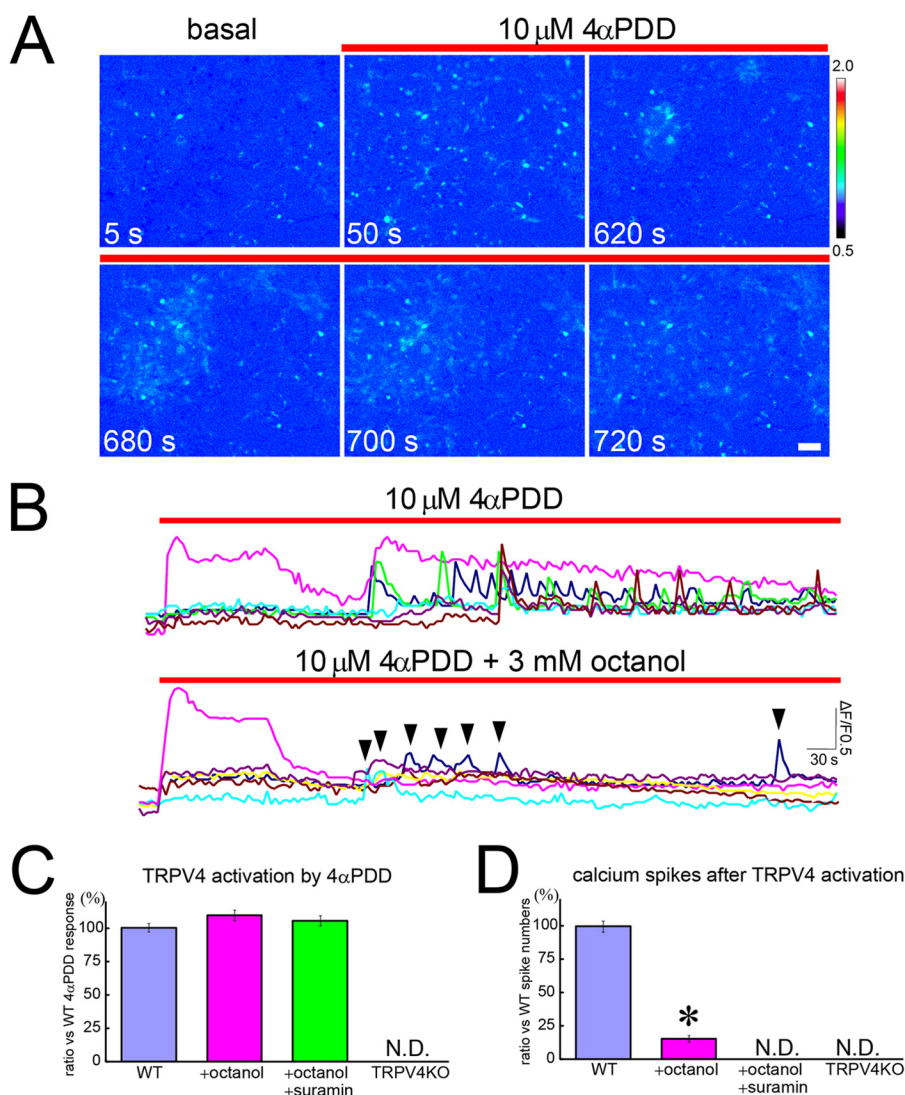 A
basal
10 μM 4αPDD
5 s
50 s
620 s
2.0
0.5
680 s
700 s
720 s
B
10 μM 4αPDD
10 μM 4αPDD + 3 mM octanol
ΔF/F0.5
30 s
C
TRPV4 activation by 4αPDD
(%)
ratio vs WT 4αPDD response
100
75
50
25
0
N.D.
WT
+octanol
+octanol
+suramin
TRPV4KO
D
calcium spikes after TRPV4 activation
(%)
ratio vs WT spike numbers
100
75
50
25
0
*
N.D.
N.D.
WT
+octanol
+octanol
+suramin
TRPV4KO